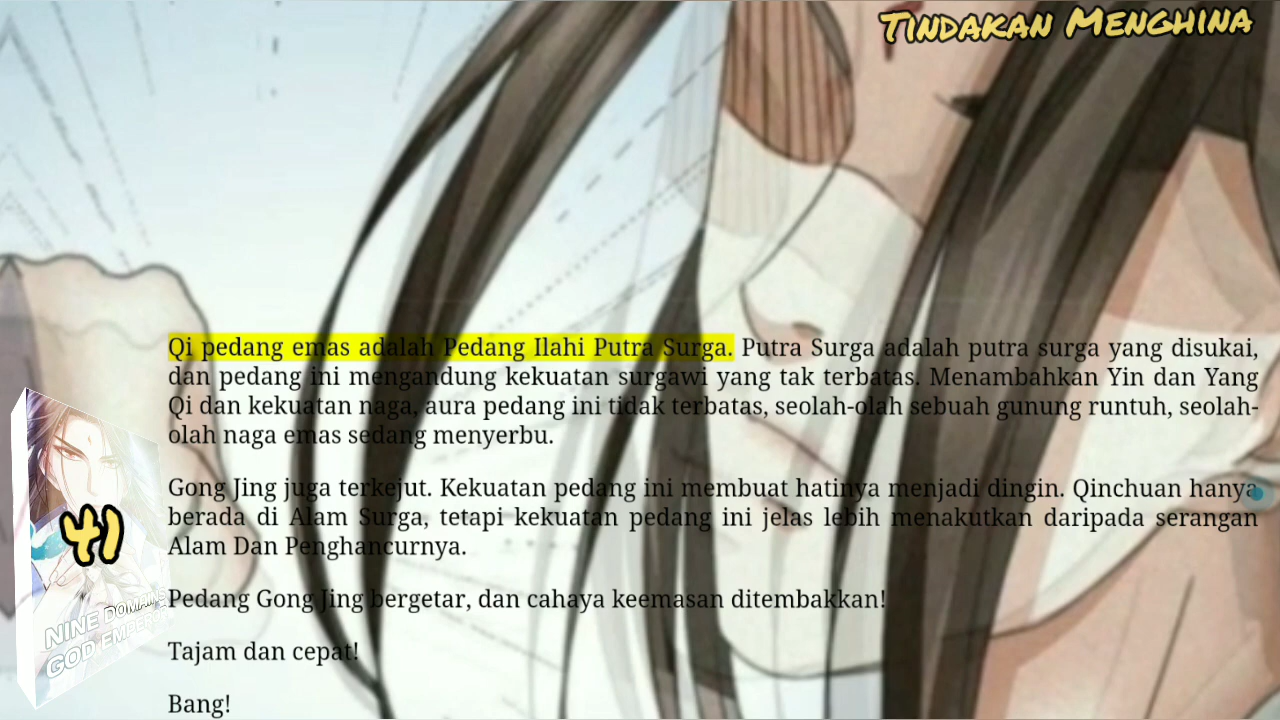 Tindakan Menghina
Qi pedang emas adalah Pedang Ilahi Putra Surga. Putra Surga adalah putra surga yang disukai,
dan pedang ini mengandung kekuatan surgawi yang tak terbatas. Menambahkan Yin dan Yang
Qi dan kekuatan naga, aura pedang ini tidak terbatas, seolah-olah sebuah gunung runtuh, seolah-
olah naga emas sedang menyerbu.
Gong Jing juga terkejut. Kekuatan pedang ini membuat hatinya menjadi dingin. Qinchuan hanya
berada di Alam Surga, tetapi kekuatan pedang ini jelas lebih menakutkan daripada serangan
Alam Dan Penghancurnya.
Pedang Gong Jing bergetar, dan cahaya keemasan ditembakkan!
Tajam dan cepat!
Bang!
41
NINE DOMAINS
GOD EMPEROR